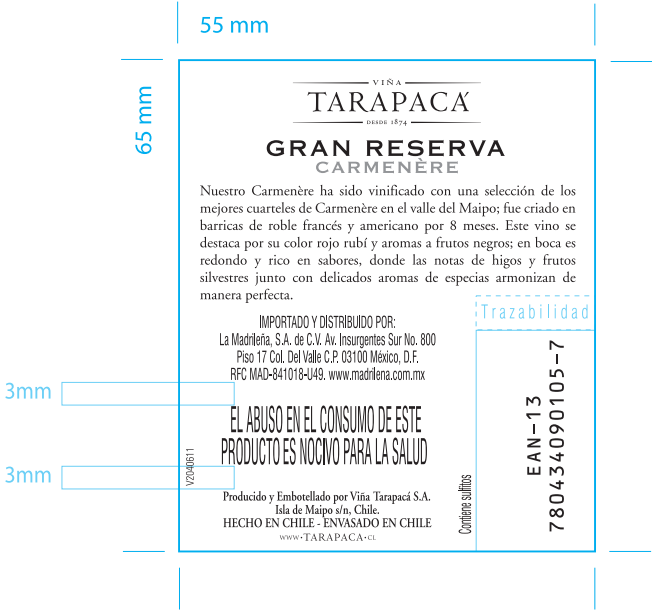 55 mm
65 mm
VIÑA
TARAPACÁ
DESDE 1874
GRAN RESERVA
CARMENÈRE
Nuestro Carmenère ha sido vinificado con una selección de los
mejores cuarteles de Carmenère en el valle del Maipo; fue criado en
barricas de roble francés y americano por 8 meses. Este vino se
destaca por su color rojo rubí y aromas a frutos negros; en boca es
redondo y rico en sabores, donde las notas de higos y frutos
silvestres junto con delicados aromas de especias armonizan de
manera perfecta.
Trazabilidad
IMPORTADO Y DISTRIBUIDO POR:
La Madrileña, S.A. de C.V. Av. Insurgentes Sur No. 800
Piso 17 Col. Del Valle C.P. 03100 México, D.F.
RFC MAD-841018-U49. www.madrilena.com.mx
3mm
EL ABUSO EN EL CONSUMO DE ESTE
PRODUCTO ES NOCIVO PARA LA SALUD
3mm
V2040611
Producido y Embotellado por Viña Tarapacá S.A.
Isla de Maipo s/n, Chile.
HECHO EN CHILE - ENVASADO EN CHILE
WWW•TARAPACA•CL
Contiene sulfitos
EAN-13
780434090105-7